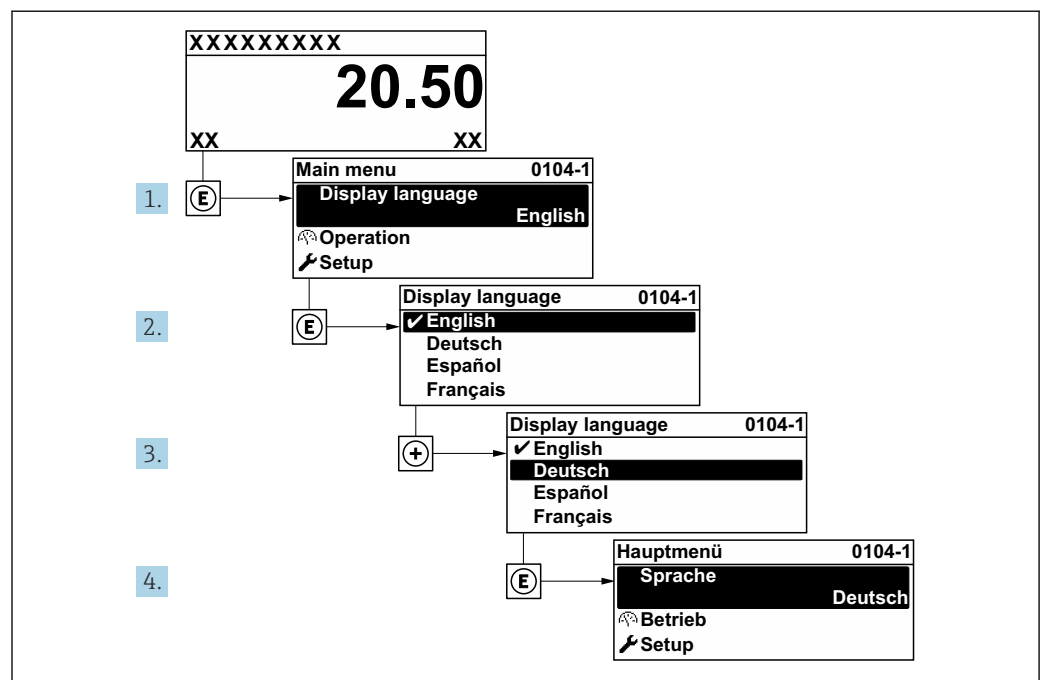 XXXXXXXXX
20.50
XX XX
1. E
Main menu 0104-1
Display language
English
Operation
Setup
2. E
Display language 0104-1
✔ English
Deutsch
Español
Français
3. +
Display language 0104-1
✔ English
Deutsch
Español
Français
4. E
Hauptmenü 0104-1
Sprache
Deutsch
Betrieb
Setup